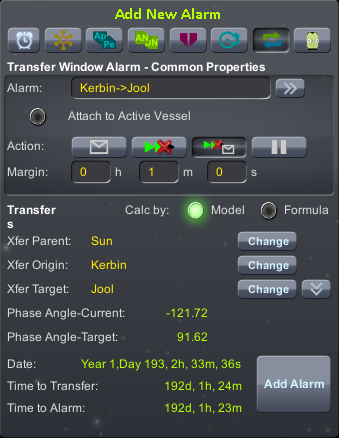 Add New Alarm
Ap
Pe
AN
DN
Transfer Window Alarm - Common Properties
Alarm: Kerbin->Jool
Attach to Active Vessel
Action:
Margin: 0 h 1 m 0 s
Transfer
s
Calc by: Model Formula
Xfer Parent: Sun Change
Xfer Origin: Kerbin Change
Xfer Target: Jool Change
Phase Angle-Current: -121.72
Phase Angle-Target: 91.62
Date: Year 1,Day 193, 2h, 33m, 36s
Time to Transfer: 192d, 1h, 24m
Add Alarm
Time to Alarm: 192d, 1h, 23m